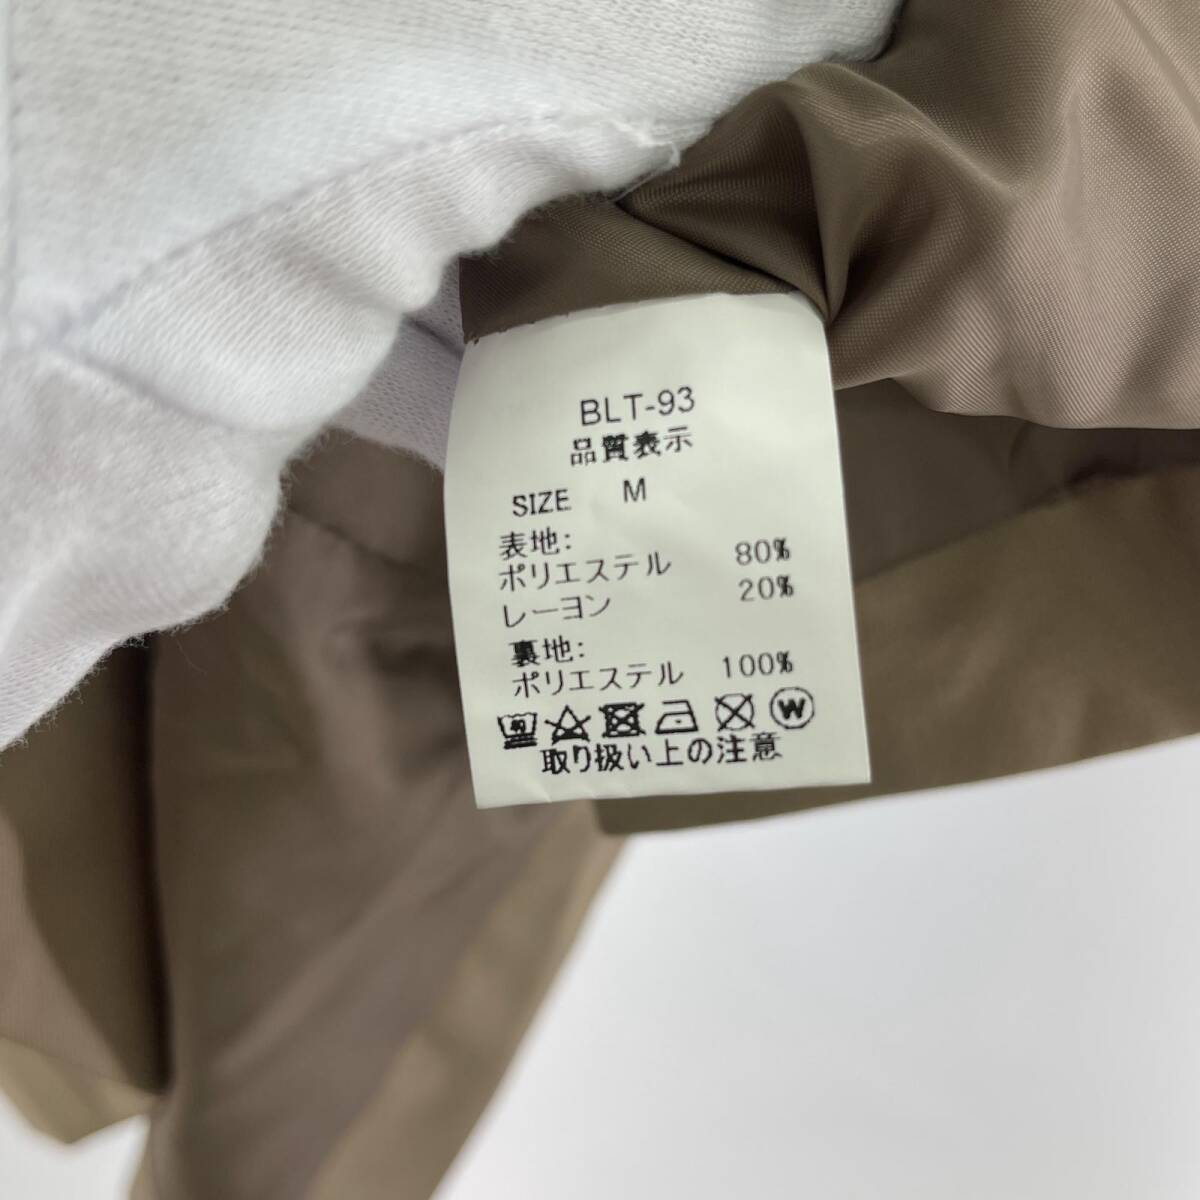 BLT-93
品質表示
SIZE M
表地:
ポリエステル 80%
レーヨン 20%
裏地:
ポリエステル 100%
40 W
取り扱い上の注意